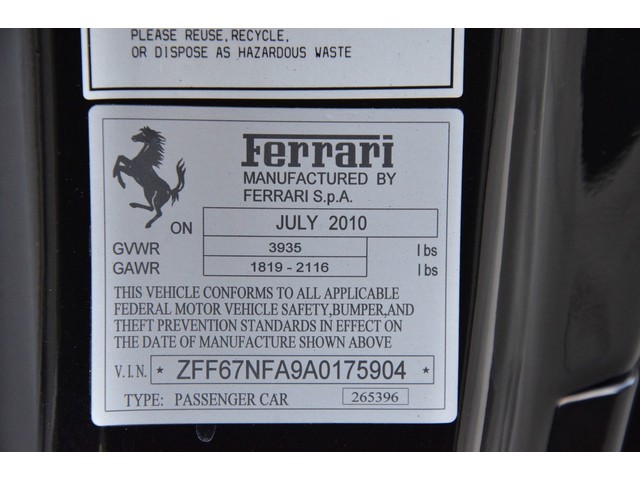 PLEASE REUSE, RECYCLE,
OR DISPOSE AS HAZARDOUS WASTE
Ferrari
MANUFACTURED BY
FERRARI S.p.A.
ON JULY 2010
GVWR 3935 lbs
GAWR 1819 - 2116 lbs
THIS VEHICLE CONFORMS TO ALL APPLICABLE
FEDERAL MOTOR VEHICLE SAFETY,BUMPER,AND
THEFT PREVENTION STANDARDS IN EFFECT ON
THE DATE OF MANUFACTURE SHOWN ABOVE
V.I.N. * ZFF67NFA9A0175904 *
TYPE: PASSENGER CAR 265396